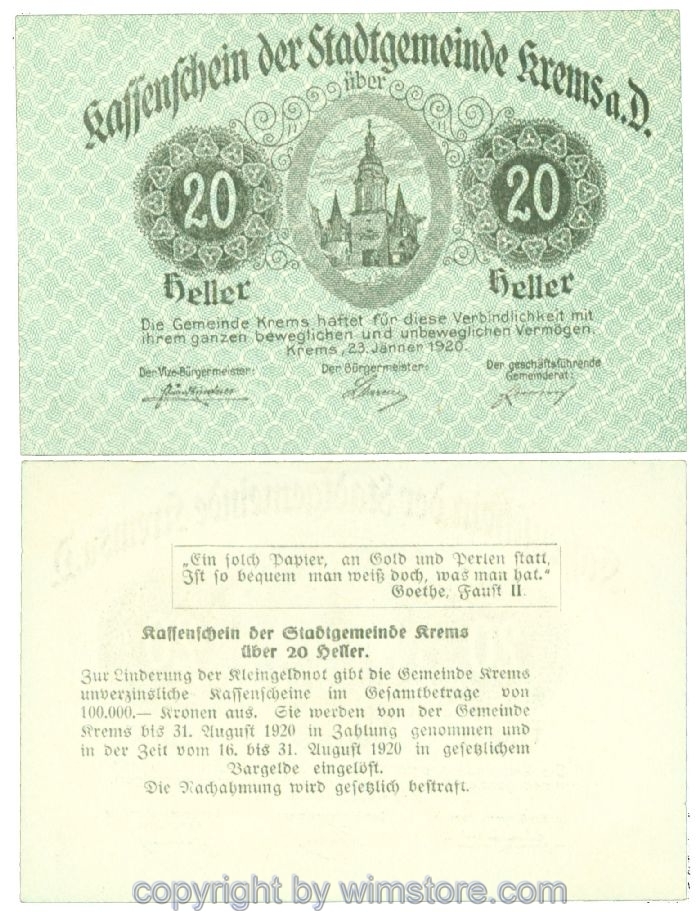 Kassenschein der Stadtgemeinde Krems a.D.
über
20 20
Heller Heller
Die Gemeinde Krems haftet für diese Verbindlichkeit mit
ihrem ganzen beweglichen und unbeweglichen Vermögen.
Krems, 23. Jänner 1920.
Der Vize-Bürgermeister: Der Bürgermeister: Der geschäftsführende
Gemeinderat:
„Ein solch Papier, an Gold und Perlen statt,
Ist so bequem man weiß doch, was man hat.“
Goethe, Faust II.
Kassenschein der Stadtgemeinde Krems
über 20 Heller.
Zur Linderung der Kleingeldnot gibt die Gemeinde Krems
unverzinsliche Kassenscheine im Gesamtbetrage von
100.000.— Kronen aus. Sie werden von der Gemeinde
Krems bis 31. August 1920 in Zahlung genommen und
in der Zeit vom 16. bis 31. August 1920 in gesetzlichem
Bargelde eingelöst.
Die Nachahmung wird gesetzlich bestraft.
copyright by wimstore.com